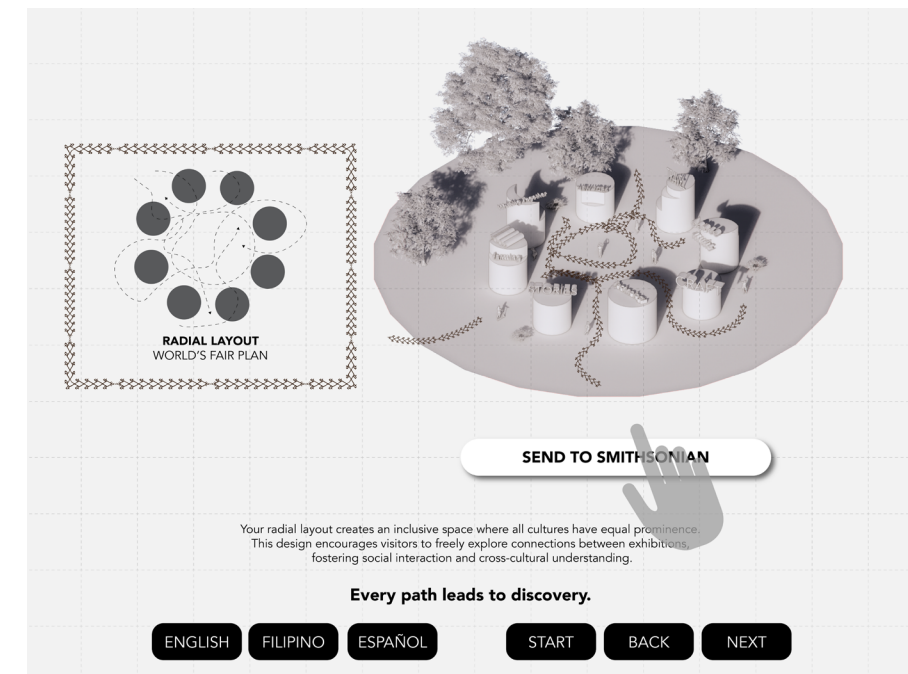 RADIAL LAYOUT
WORLD'S FAIR PLAN
SEND TO SMITHSONIAN
Your radial layout creates an inclusive space where all cultures have equal prominence.
This design encourages visitors to freely explore connections between exhibitions,
fostering social interaction and cross-cultural understanding.
Every path leads to discovery.
ENGLISH
FILIPINO
ESPAÑOL
START
BACK
NEXT